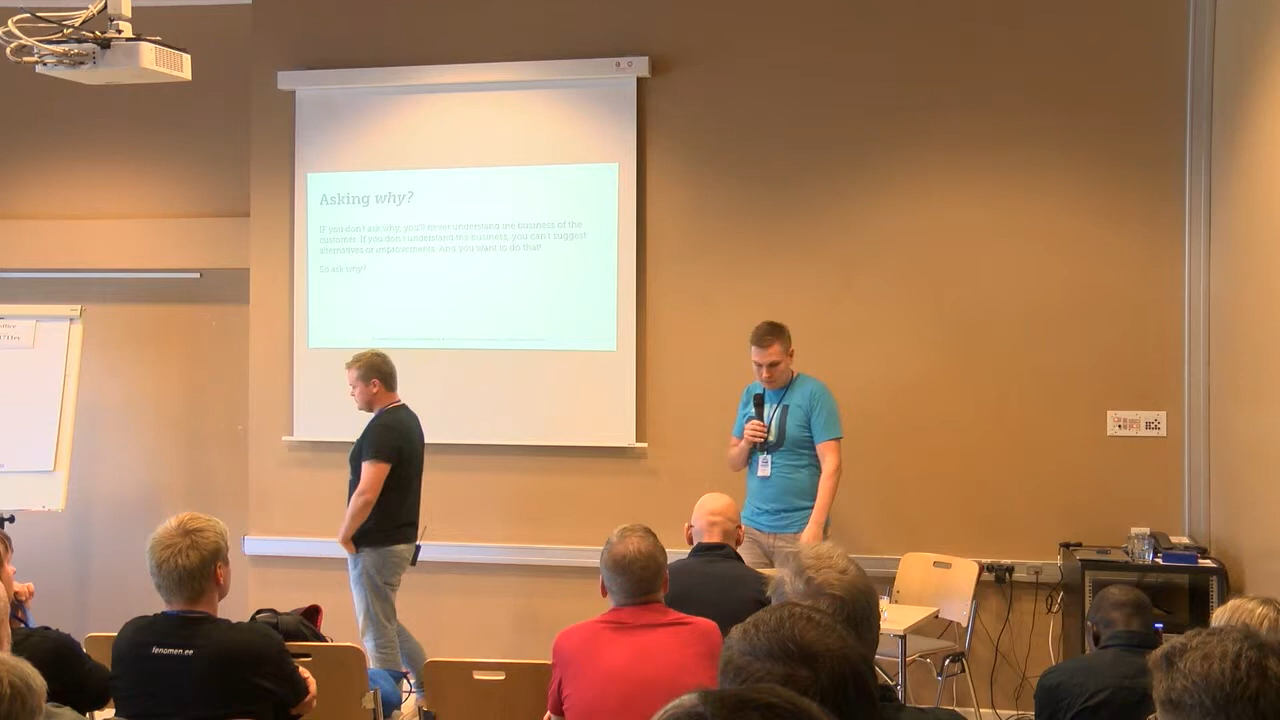 Asking why?
IF you don't ask why, you'll never understand the business of the
customer. If you don't understand the business, you can't suggest
alternatives or improvements. And you want to do that!
So ask why?
fenomen.ee